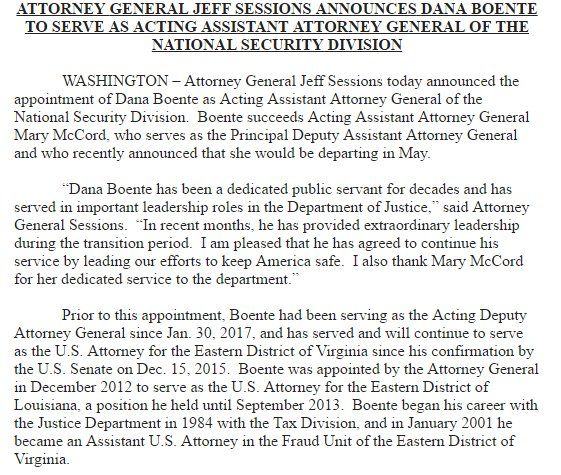 ATTORNEY GENERAL JEFF SESSIONS ANNOUNCES DANA BOENTE
TO SERVE AS ACTING ASSISTANT ATTORNEY GENERAL OF THE
NATIONAL SECURITY DIVISION
WASHINGTON – Attorney General Jeff Sessions today announced the
appointment of Dana Boente as Acting Assistant Attorney General of the
National Security Division.  Boente succeeds Acting Assistant Attorney General
Mary McCord, who serves as the Principal Deputy Assistant Attorney General
and who recently announced that she would be departing in May.
“Dana Boente has been a dedicated public servant for decades and has
served in important leadership roles in the Department of Justice,” said Attorney
General Sessions.  “In recent months, he has provided extraordinary leadership
during the transition period.  I am pleased that he has agreed to continue his
service by leading our efforts to keep America safe.  I also thank Mary McCord
for her dedicated service to the department.”
Prior to this appointment, Boente had been serving as the Acting Deputy
Attorney General since Jan. 30, 2017, and has served and will continue to serve
as the U.S. Attorney for the Eastern District of Virginia since his confirmation by
the U.S. Senate on Dec. 15, 2015.  Boente was appointed by the Attorney General
in December 2012 to serve as the U.S. Attorney for the Eastern District of
Louisiana, a position he held until September 2013.  Boente began his career with
the Justice Department in 1984 with the Tax Division, and in January 2001 he
became an Assistant U.S. Attorney in the Fraud Unit of the Eastern District of
Virginia.